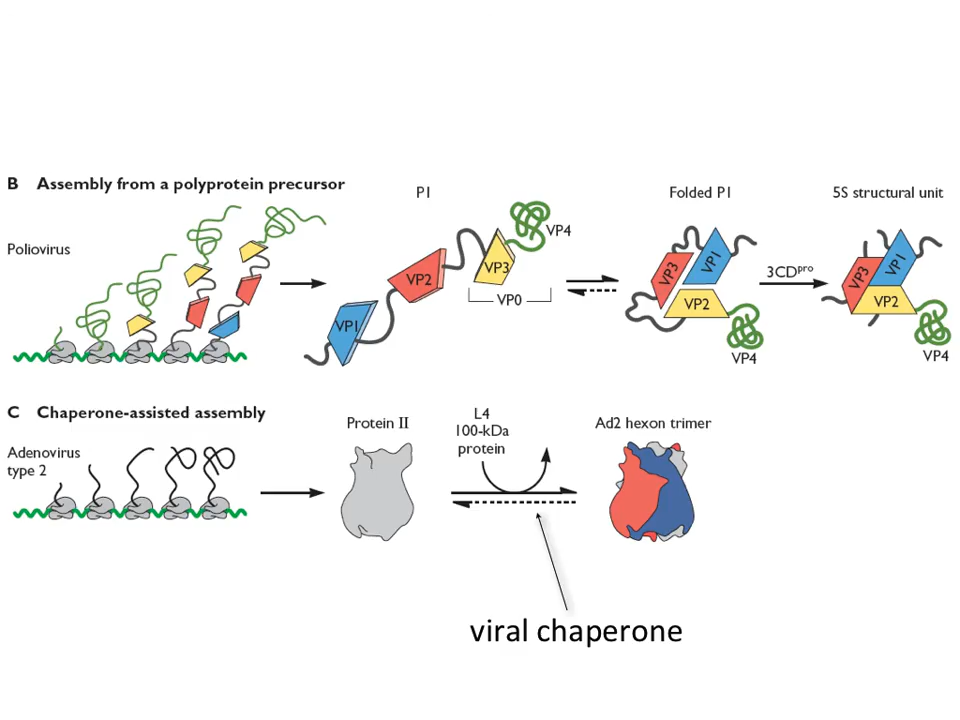 B Assembly from a polyprotein precursor
Poliovirus
P1
VP1
VP2
VP3
VP4
VP0
Folded P1
VP3
VP1
VP2
VP4
3CDpro
5S structural unit
VP3
VP1
VP2
VP4
C Chaperone-assisted assembly
Adenovirus
type 2
Protein II
L4
100-kDa
protein
Ad2 hexon trimer
viral chaperone